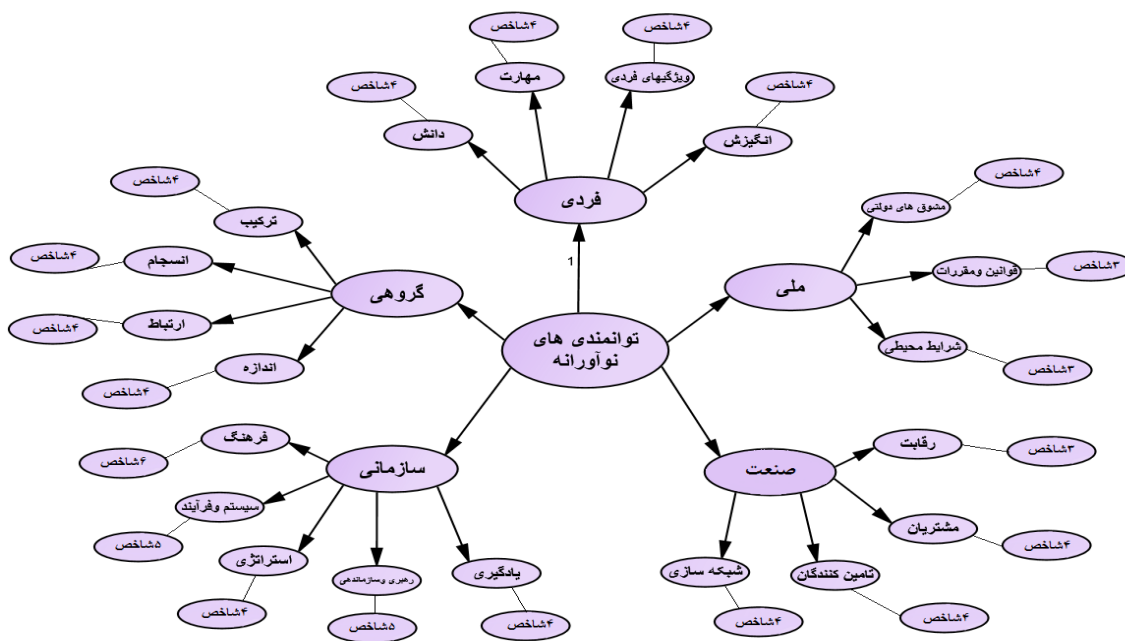 ۴شاخص
۴شاخص
مهارت
ویژگیهای فردی
۴شاخص
۴شاخص
دانش
انگیزش
فردی
۴شاخص
ترکیب
۴شاخص
مشوق های دولتی
۴شاخص
انسجام
۳شاخص
قوانین ومقررات
1
گروهی
ملی
۴شاخص
ارتباط
توانمندی های
نوآورانه
شرایط محیطی
۳شاخص
اندازه
۴شاخص
فرهنگ
۴شاخص
رقابت
۳شاخص
سازمانی
صنعت
سیستم وفرآیند
۵شاخص
مشتریان
۴شاخص
استراتژی
۴شاخص
رهبری وسازماندهی
۵شاخص
یادگیری
۴شاخص
شبکه سازی
۴شاخص
تامین کنندگان
۴شاخص